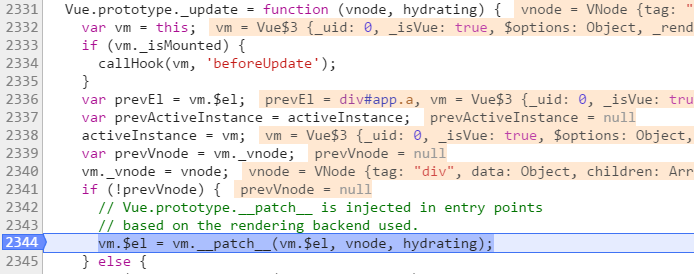 2331 Vue.prototype._update = function (vnode, hydrating) { vnode = VNode {tag: "
2332 var vm = this; vm = Vue$3 {_uid: 0, _isVue: true, $options: Object, _rend
2333 if (vm._isMounted) {
2334 callHook(vm, 'beforeUpdate');
2335 }
2336 var prevEl = vm.$el; prevEl = div#app.a, vm = Vue$3 {_uid: 0, _isVue: tru
2337 var prevActiveInstance = activeInstance; prevActiveInstance = null
2338 activeInstance = vm; vm = Vue$3 {_uid: 0, _isVue: true, $options: Object,
2339 var prevVnode = vm._vnode; prevVnode = null
2340 vm._vnode = vnode; vnode = VNode {tag: "div", data: Object, children: Arr
2341 if (!prevVnode) { prevVnode = null
2342 // Vue.prototype.__patch__ is injected in entry points
2343 // based on the rendering backend used.
2344 vm.$el = vm.__patch__(vm.$el, vnode, hydrating);
2345 } else {